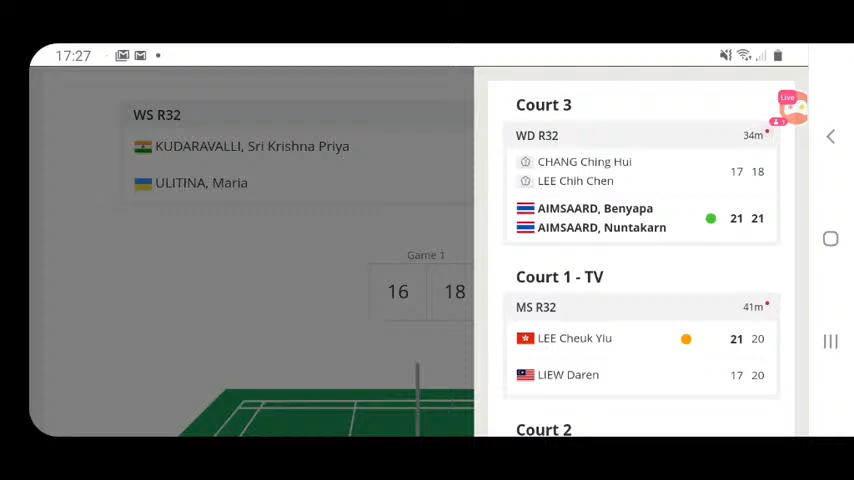 17:27
WS R32
KUDARAVALLI, Sri Krishna Priya
ULITINA, Maria
Game 1
16 18
Court 3
WD R32 34m
CHANG Ching Hui
LEE Chih Chen
17 18
AIMSAARD, Benyapa
AIMSAARD, Nuntakarn
21 21
Court 1 - TV
MS R32 41m
LEE Cheuk Yiu 21 20
LIEW Daren 17 20
Court 2
Live
1